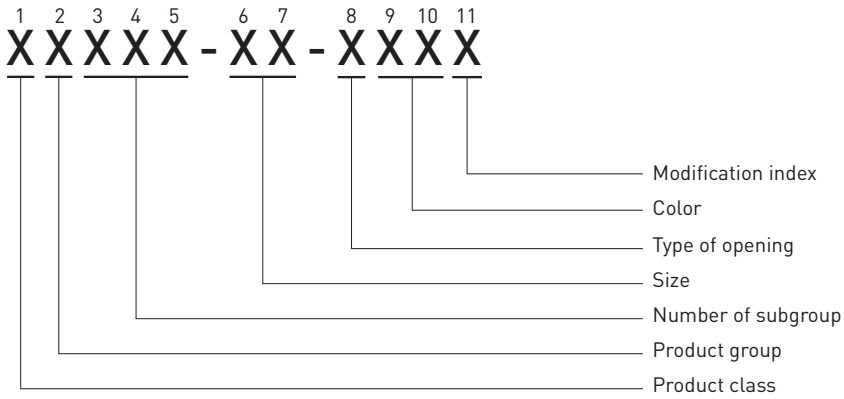 1 2 3 4 5 6 7 8 9 10 11
X X X X X - X X - X X X X
Modification index
Color
Type of opening
Size
Number of subgroup
Product group
Product class